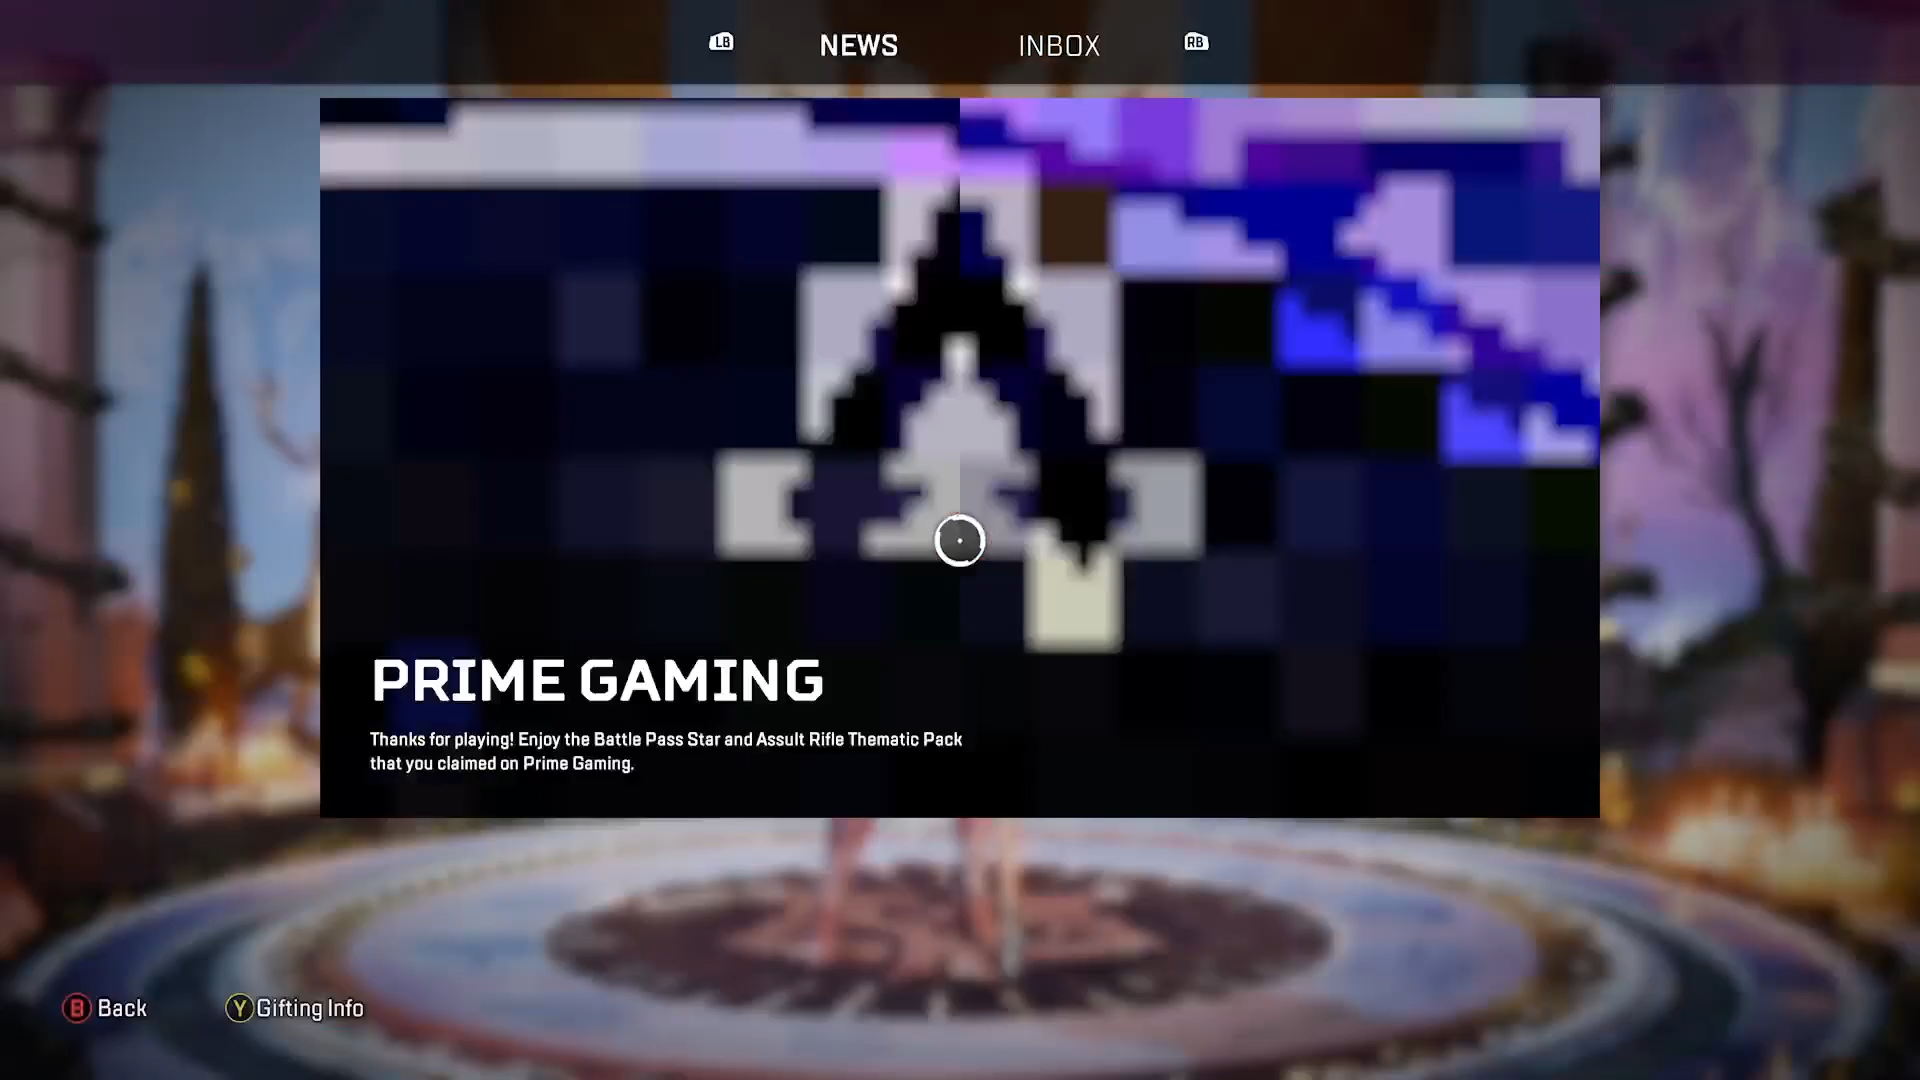 LB NEWS INBOX RB
PRIME GAMING
Thanks for playing! Enjoy the Battle Pass Star and Assult Rifle Thematic Pack
that you claimed on Prime Gaming.
B Back Y Gifting Info